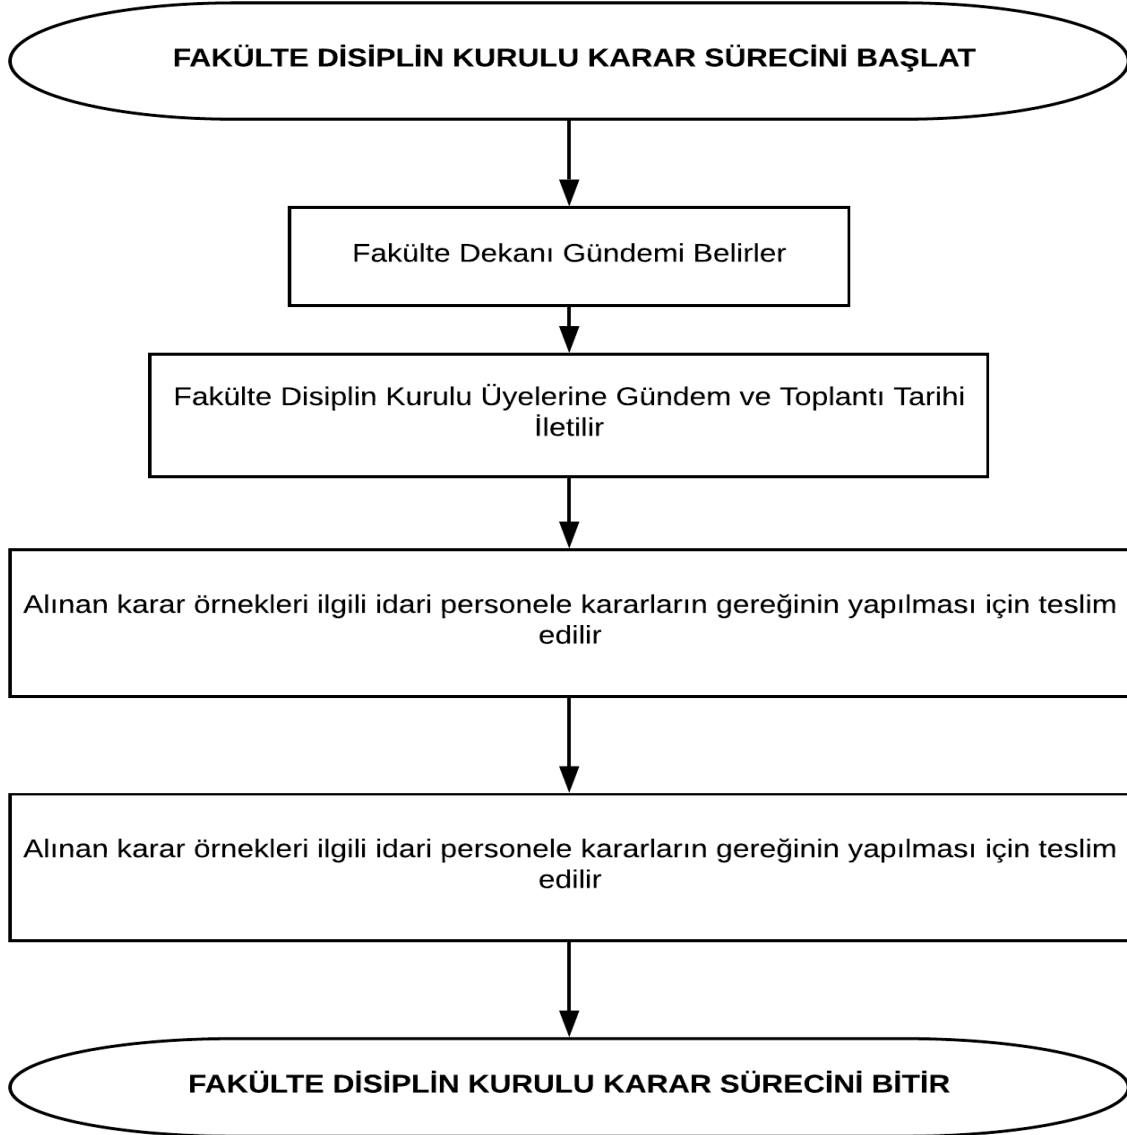 FAKÜLTE DİSİPLİN KURULU KARAR SÜRECİNİ BAŞLAT
Fakülte Dekanı Gündemi Belirler
Fakülte Disiplin Kurulu Üyelerine Gündem ve Toplantı Tarihi
İletilir
Alınan karar örnekleri ilgili idari personele kararların gereğinin yapılması için teslim
edilir
Alınan karar örnekleri ilgili idari personele kararların gereğinin yapılması için teslim
edilir
FAKÜLTE DİSİPLİN KURULU KARAR SÜRECİNİ BİTİR